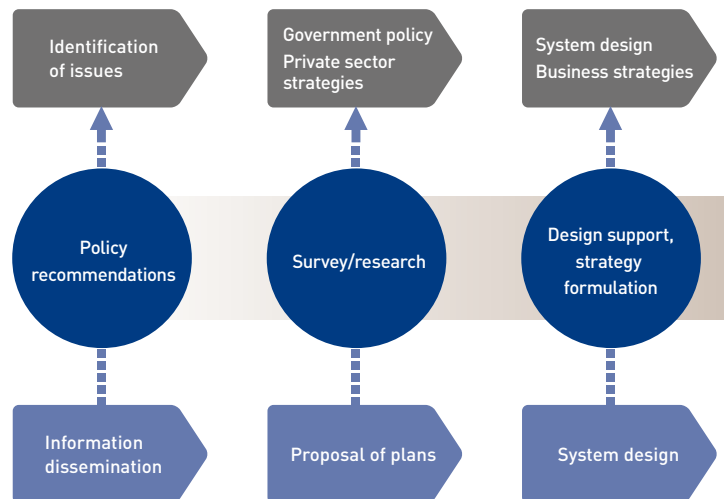 Identification
of issues
Government policy
Private sector
strategies
System design
Business strategies
Policy
recommendations
Survey/research
Design support,
strategy
formulation
Information
dissemination
Proposal of plans
System design